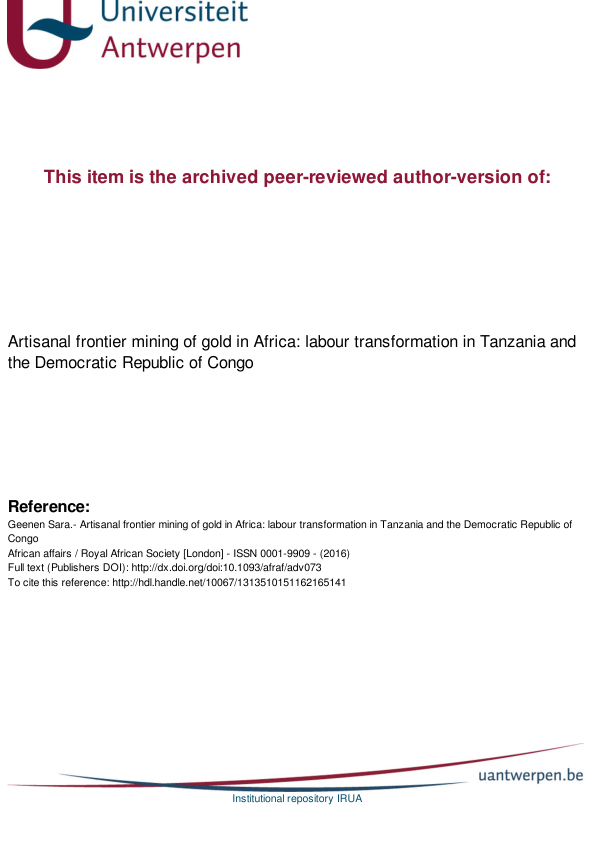 Universiteit
Antwerpen
This item is the archived peer-reviewed author-version of:
Artisanal frontier mining of gold in Africa: labour transformation in Tanzania and
the Democratic Republic of Congo
Reference:
Geenen Sara.- Artisanal frontier mining of gold in Africa: labour transformation in Tanzania and the Democratic Republic of
Congo
African affairs / Royal African Society [London] - ISSN 0001-9909 - (2016)
Full text (Publishers DOI): http://dx.doi.org/doi:10.1093/afraf/adv073
To cite this reference: http://hdl.handle.net/10067/1313510151162165141
uantwerpen.be
Institutional repository IRUA